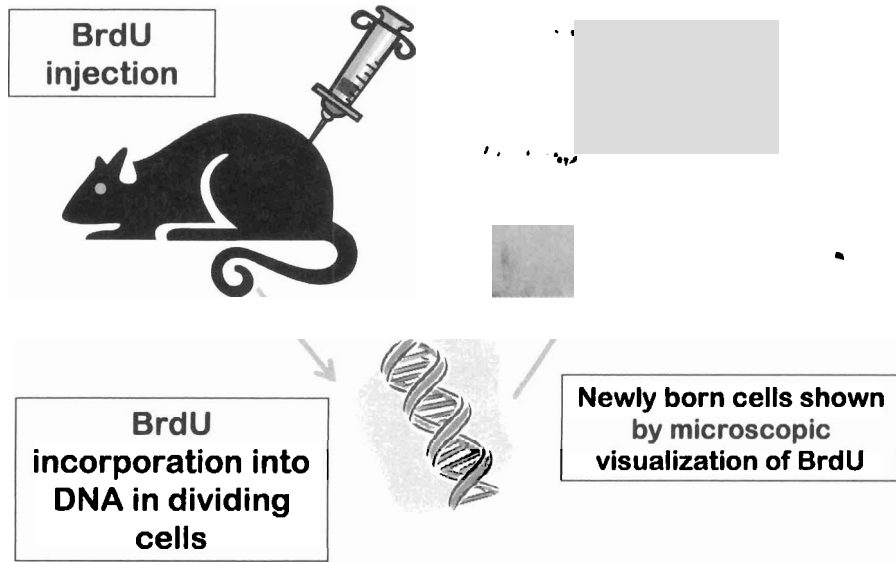 BrdU
injection
BrdU
incorporation into
DNA in dividing
cells
Newly born cells shown
by microscopic
visualization of BrdU